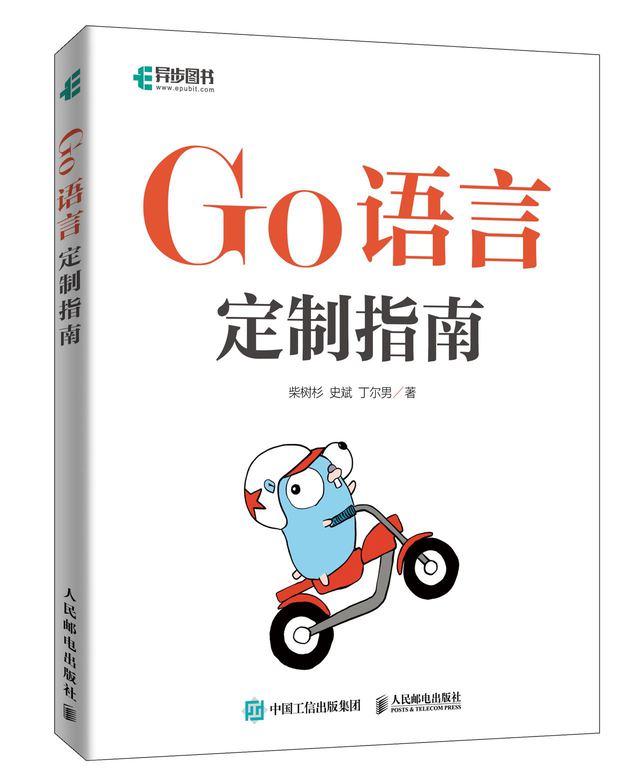 异步图书
www.epubit.com
Go语言
定制指南
柴树杉 史斌 丁尔男/著
中国工信出版集团
人民邮电出版社
POSTS & TELECOM PRESS
Go语言定制指南
人民邮电出版社